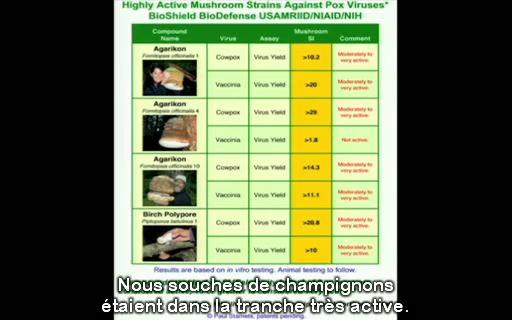 Highly Active Mushroom Strains Against Pox Viruses*
BioShield BioDefense USAMRIID/NIAID/NIH
Compound Name Virus Assay Mushroom SI Comment
Agarikon
Fomitopsis officinalis 1
Cowpox Virus Yield >10.2 Moderately to very active.
Vaccinia Virus Yield >20 Moderately to very active.
Agarikon
Fomitopsis officinalis 4
Cowpox Virus Yield >29 Moderately to very active.
Vaccinia Virus Yield >1.8 Not active.
Agarikon
Fomitopsis officinalis 10
Cowpox Virus Yield >14.3 Moderately to very active.
Vaccinia Virus Yield >11.1 Moderately to very active.
Birch Polypore
Piptoporus betulinus 1
Cowpox Virus Yield >20.8 Moderately to very active.
Vaccinia Virus Yield >10 Moderately to very active.
Results are based on in vitro testing. Animal testing to follow.
Nous souches de champignons
étaient dans la tranche très active.
© Paul Stamets, patents pending.